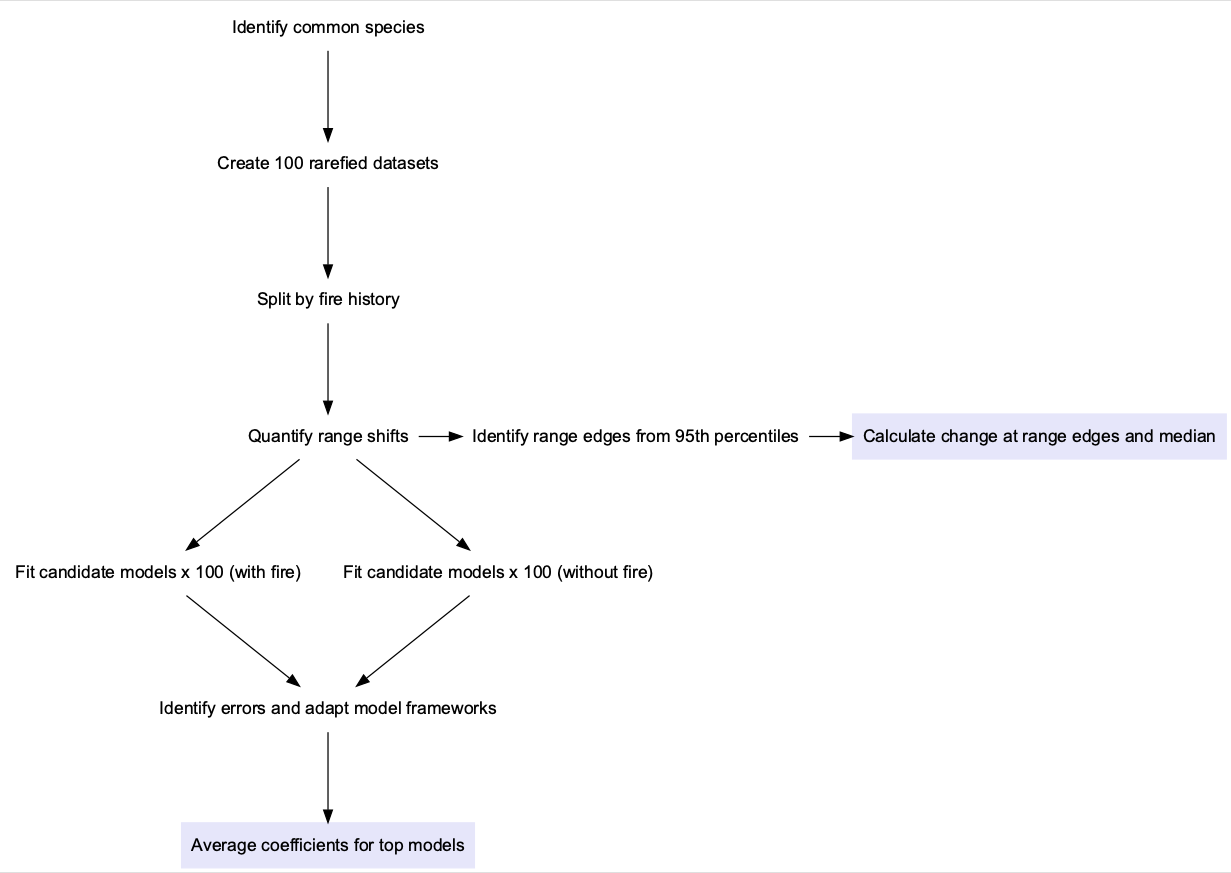 Identify common species
Create 100 rarefied datasets
Split by fire history
Quantify range shifts
Identify range edges from 95th percentiles
Calculate change at range edges and median
Fit candidate models x 100 (with fire)
Fit candidate models x 100 (without fire)
Identify errors and adapt model frameworks
Average coefficients for top models